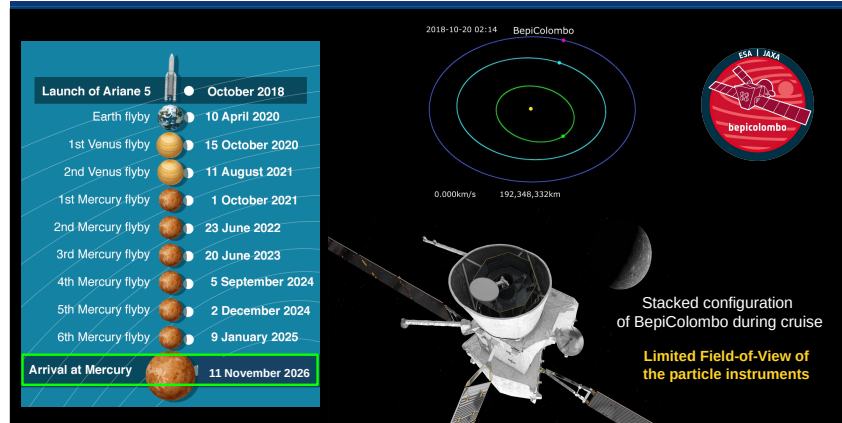 Launch of Ariane 5 October 2018
Earth flyby 10 April 2020
1st Venus flyby 15 October 2020
2nd Venus flyby 11 August 2021
1st Mercury flyby 1 October 2021
2nd Mercury flyby 23 June 2022
3rd Mercury flyby 20 June 2023
4th Mercury flyby 5 September 2024
5th Mercury flyby 2 December 2024
6th Mercury flyby 9 January 2025
Arrival at Mercury 11 November 2026
2018-10-20 02:14 BepiColombo
0.000km/s 192,348,332km
ESA | JAXA
bepicolombo
Stacked configuration
of BepiColombo during cruise
Limited Field-of-View of
the particle instruments